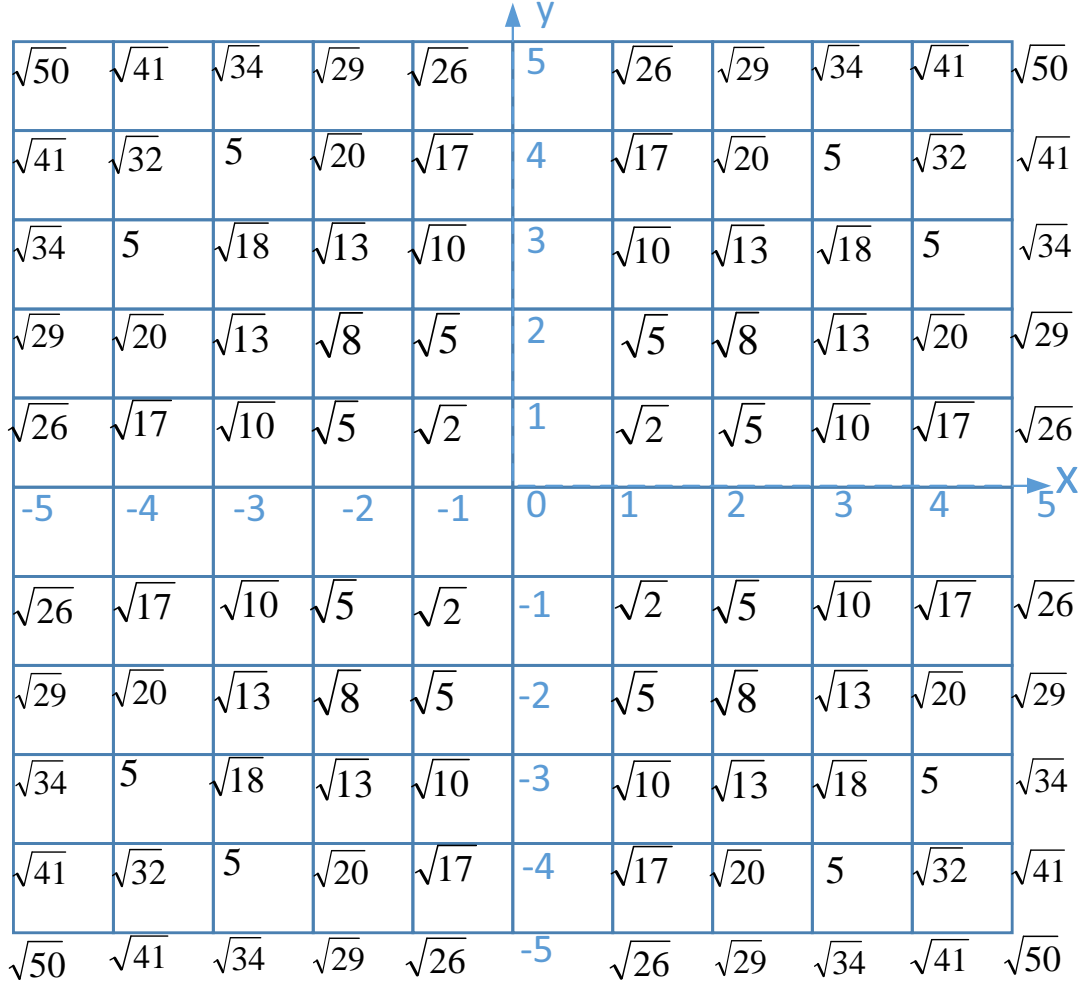 y
√50 √41 √34 √29 √26 5 √26 √29 √34 √41 √50
√41 √32 5 √20 √17 4 √17 √20 5 √32 √41
√34 5 √18 √13 √10 3 √10 √13 √18 5 √34
√29 √20 √13 √8 √5 2 √5 √8 √13 √20 √29
√26 √17 √10 √5 √2 1 √2 √5 √10 √17 √26
x
-5 -4 -3 -2 -1 0 1 2 3 4 5
√26 √17 √10 √5 √2 -1 √2 √5 √10 √17 √26
√29 √20 √13 √8 √5 -2 √5 √8 √13 √20 √29
√34 5 √18 √13 √10 -3 √10 √13 √18 5 √34
√41 √32 5 √20 √17 -4 √17 √20 5 √32 √41
√50 √41 √34 √29 √26 -5 √26 √29 √34 √41 √50